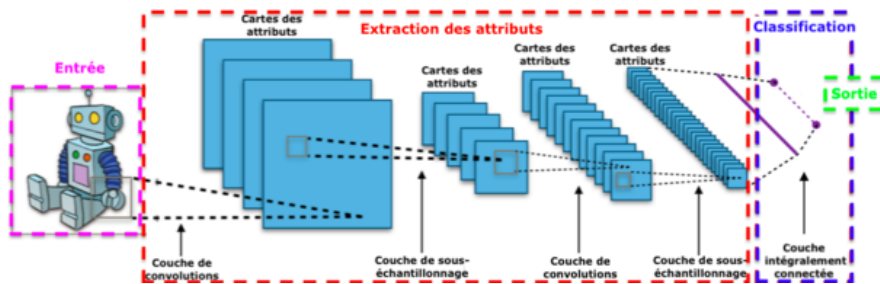 Extraction des attributs
Classification
Entrée
Sortie
Cartes des
attributs
Cartes des
attributs
Cartes des
attributs
Cartes des
attributs
Couche de
convolutions
Couche de sous-
échantillonnage
Couche de
convolutions
Couche de sous-
échantillonnage
Couche
intégralement
connectée